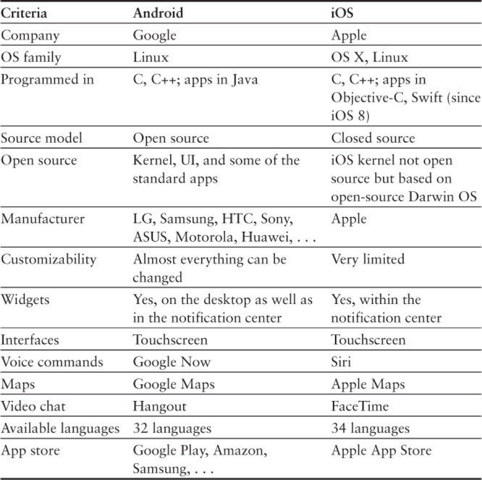 Criteria Android iOS
Company Google Apple
OS family Linux OS X, Linux
Programmed in C, C++; apps in Java C, C++; apps in
Objective-C, Swift (since
iOS 8)
Source model Open source Closed source
Open source Kernel, UI, and some of the iOS kernel not open
standard apps source but based on
open-source Darwin OS
Manufacturer LG, Samsung, HTC, Sony, Apple
ASUS, Motorola, Huawei, . . .
Customizability Almost everything can be Very limited
changed
Widgets Yes, on the desktop as well as Yes, within the
in the notification center notification center
Interfaces Touchscreen Touchscreen
Voice commands Google Now Siri
Maps Google Maps Apple Maps
Video chat Hangout FaceTime
Available languages 32 languages 34 languages
App store Google Play, Amazon, Apple App Store
Samsung, . . .